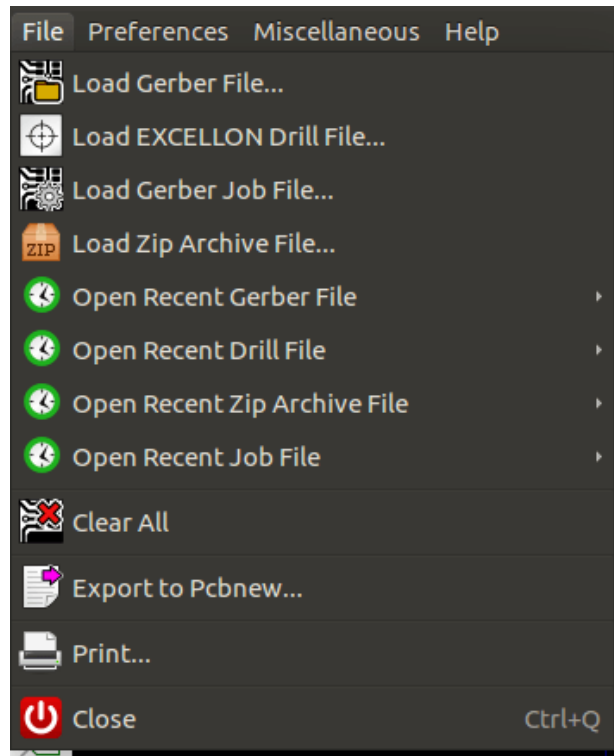 File Preferences Miscellaneous Help
Load Gerber File...
Load EXCELLON Drill File...
Load Gerber Job File...
ZIP Load Zip Archive File...
Open Recent Gerber File
Open Recent Drill File
Open Recent Zip Archive File
Open Recent Job File
Clear All
Export to Pcbnew...
Print...
Close Ctrl+Q